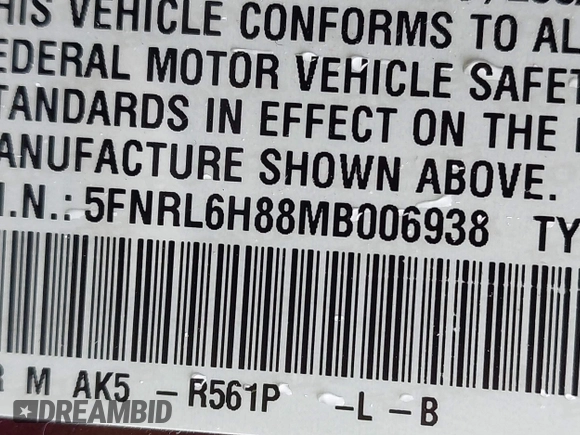 HIS VEHICLE CONFORMS TO AL
EDERAL MOTOR VEHICLE SAFET
TANDARDS IN EFFECT ON THE
ANUFACTURE SHOWN ABOVE.
I.N.: 5FNRL6H88MB006938 TY
R M AK5 – R561P –L –B
DREAMBID